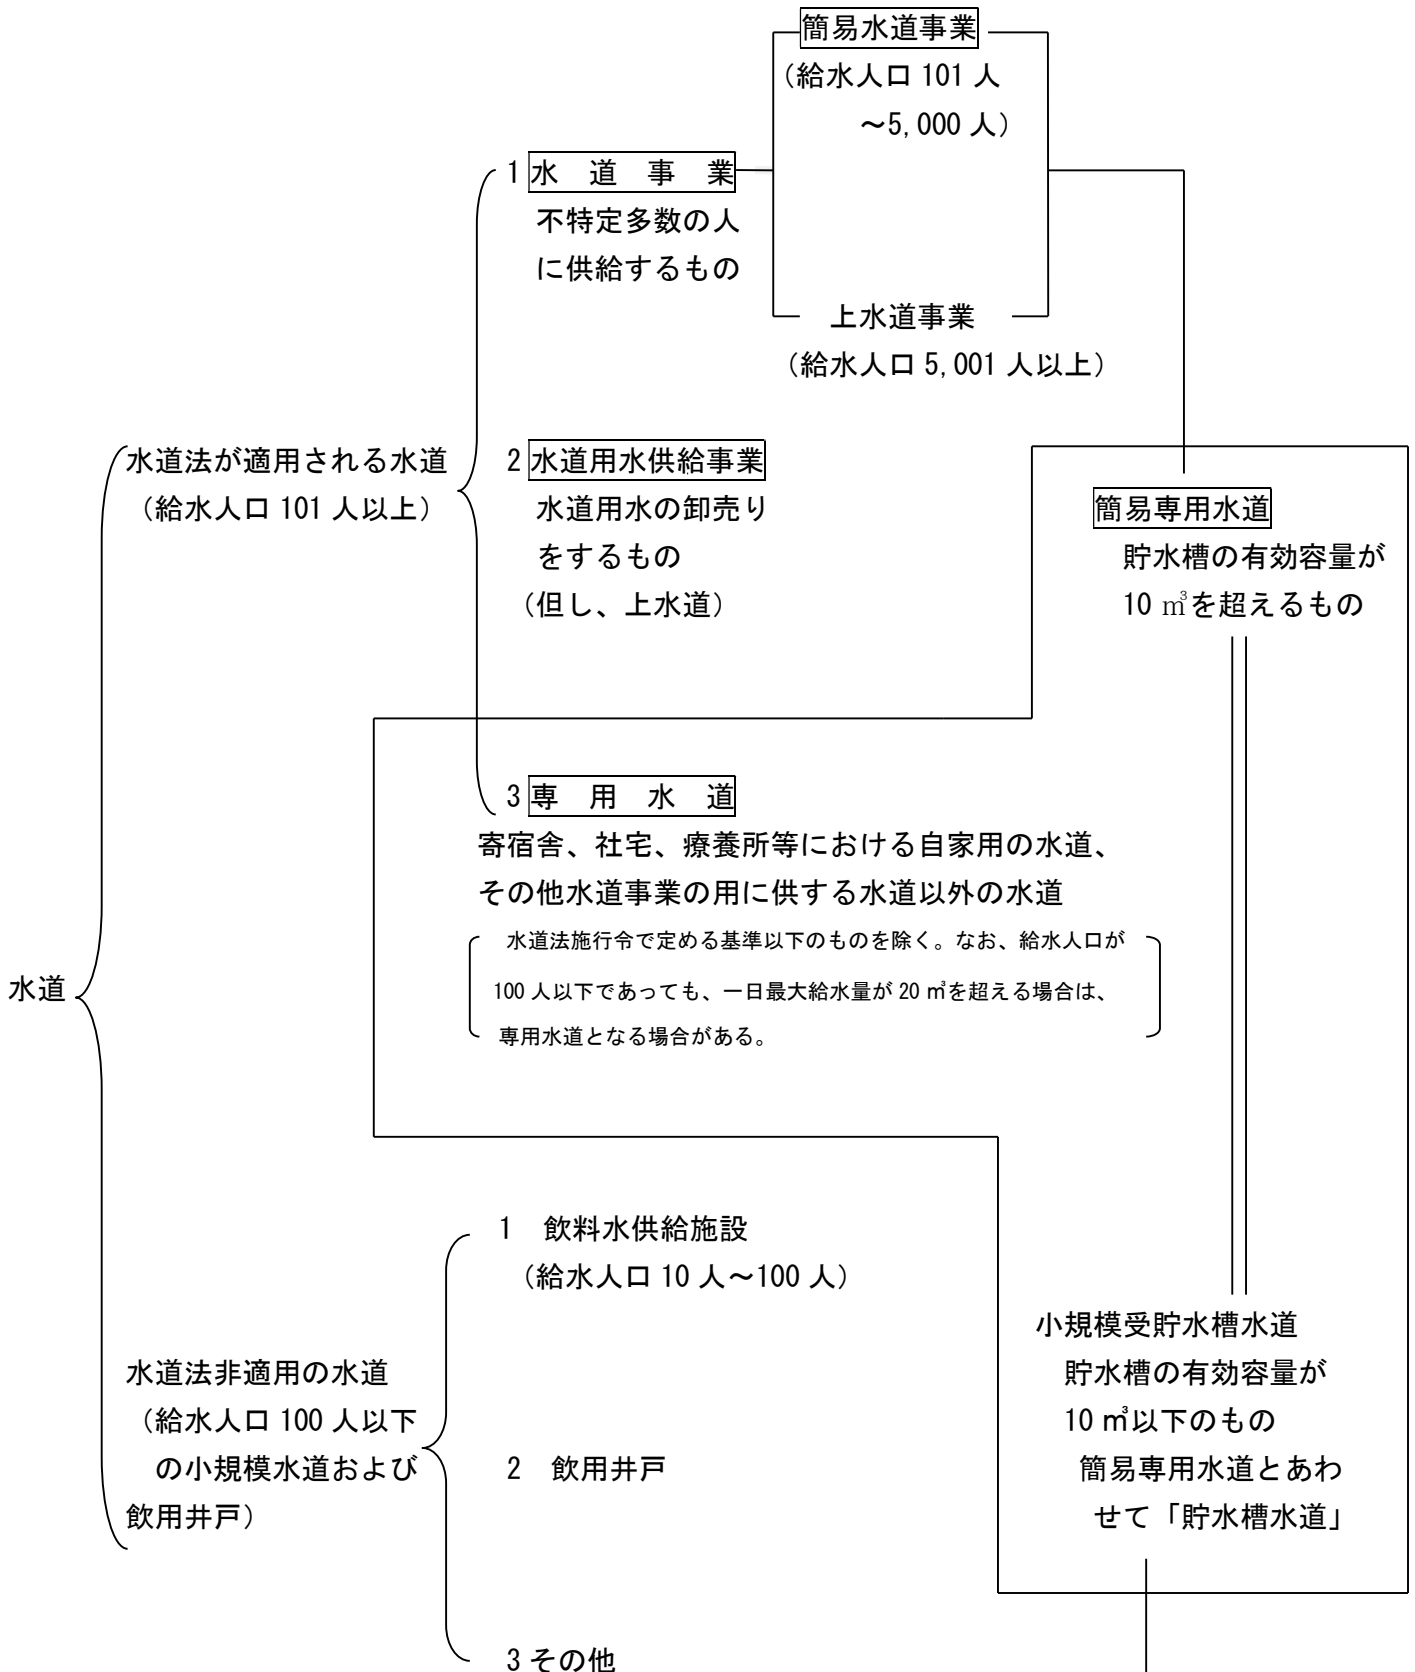 簡易水道事業
（給水人口 101 人
～5,000 人）
1 水　道　事　業
不特定多数の人
に供給するもの
上水道事業
（給水人口 5,001 人以上）
水道法が適用される水道
（給水人口 101 人以上）
2 水道用水供給事業
水道用水の卸売り
をするもの
（但し、上水道）
簡易専用水道
貯水槽の有効容量が
10 ㎥を超えるもの
3 専　用　水　道
寄宿舎、社宅、療養所等における自家用の水道、
その他水道事業の用に供する水道以外の水道
水道法施行令で定める基準以下のものを除く。なお、給水人口が
100 人以下であっても、一日最大給水量が 20 ㎥を超える場合は、
専用水道となる場合がある。
水道
1　飲料水供給施設
（給水人口 10 人～100 人）
水道法非適用の水道
（給水人口 100 人以下
の小規模水道および
飲用井戸）
2　飲用井戸
3 その他
小規模受貯水槽水道
貯水槽の有効容量が
10 ㎥以下のもの
簡易専用水道とあわ
せて「貯水槽水道」